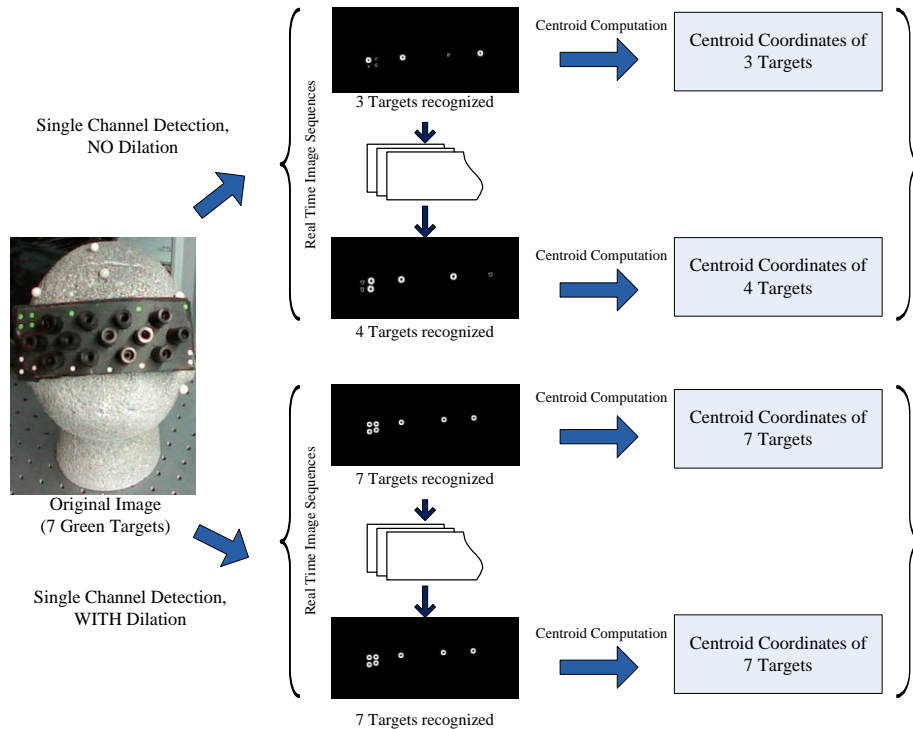 Single Channel Detection,
NO Dilation
Real Time Image Sequences
3 Targets recognized
Centroid Computation
Centroid Coordinates of
3 Targets
4 Targets recognized
Centroid Computation
Centroid Coordinates of
4 Targets
Original Image
(7 Green Targets)
Single Channel Detection,
WITH Dilation
Real Time Image Sequences
7 Targets recognized
Centroid Computation
Centroid Coordinates of
7 Targets
7 Targets recognized
Centroid Computation
Centroid Coordinates of
7 Targets